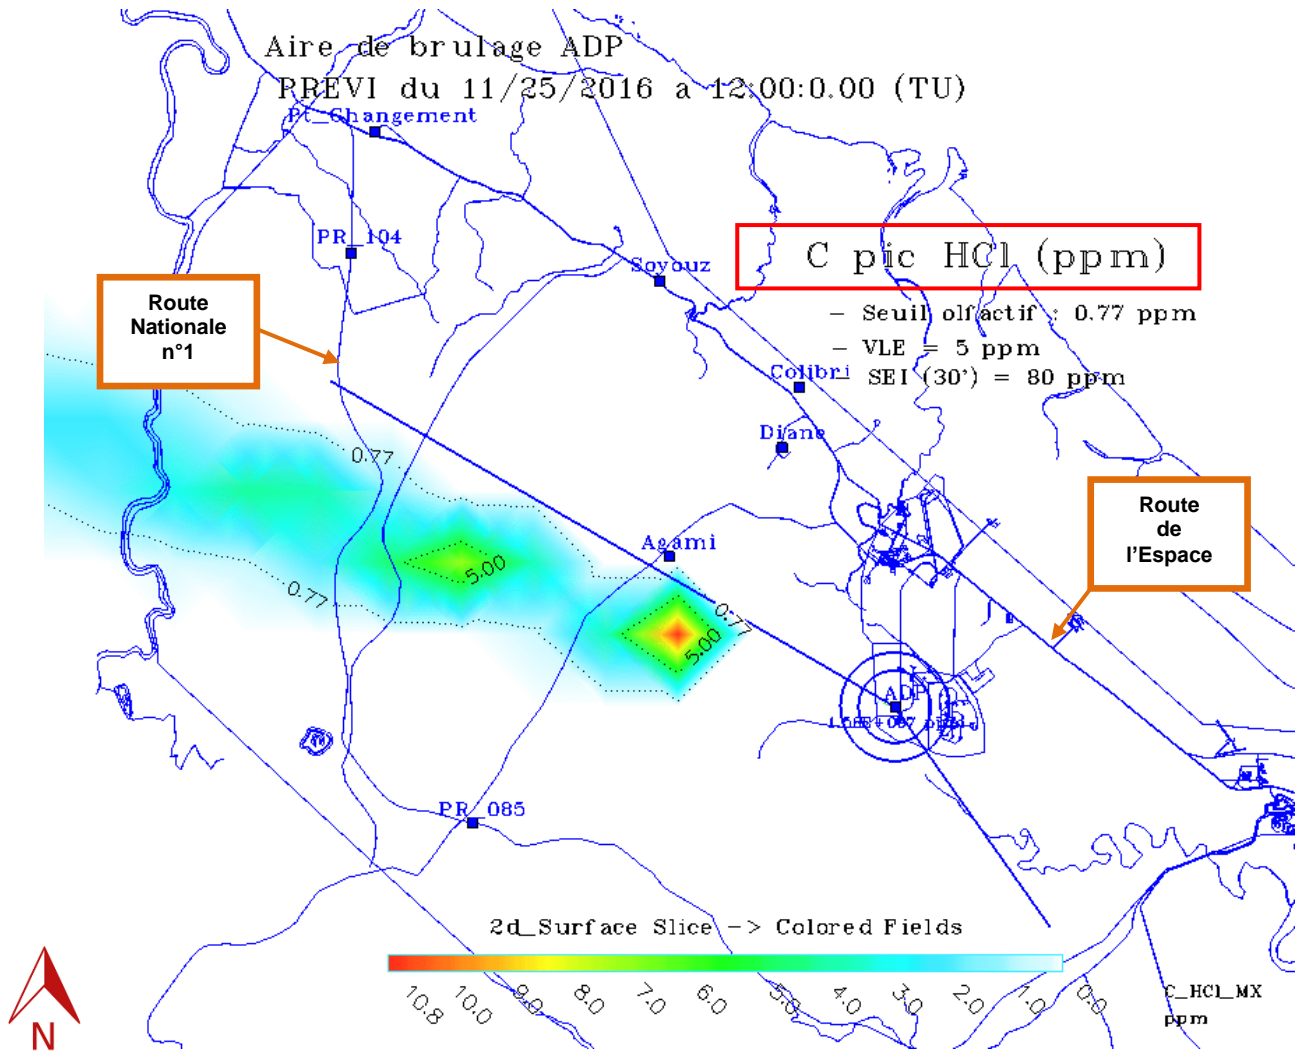 Aire de brulage ADP
PREVI du 11/25/2016 a 12:00:0.00 (TU)
Pt_Changement
PR_104
C pic HCl (ppm)
Soyouz
Route
Nationale
n°1
- Seuil olfactif : 0.77 ppm
- VLE = 5 ppm
- SEI (30') = 80 ppm
Colibri
Diane
0.77
Route
de
l'Espace
Agami
5.00
0.77
0.77
5.00
ADP
PR_085
2d_Surface Slice -> Colored Fields
10.8 10.0 9.0 8.0 7.0 6.0 5.0 4.0 3.0 2.0 1.0 0.0
C_HCl_MX
ppm
N